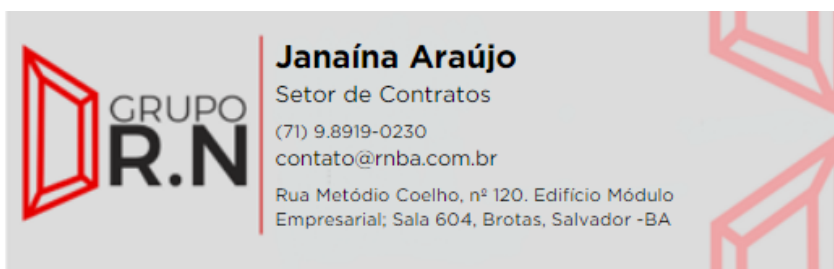 GRUPO
R.N
Janaína Araújo
Setor de Contratos
(71) 9.8919-0230
contato@rnba.com.br
Rua Metódio Coelho, nº 120. Edifício Módulo
Empresarial; Sala 604, Brotas, Salvador -BA